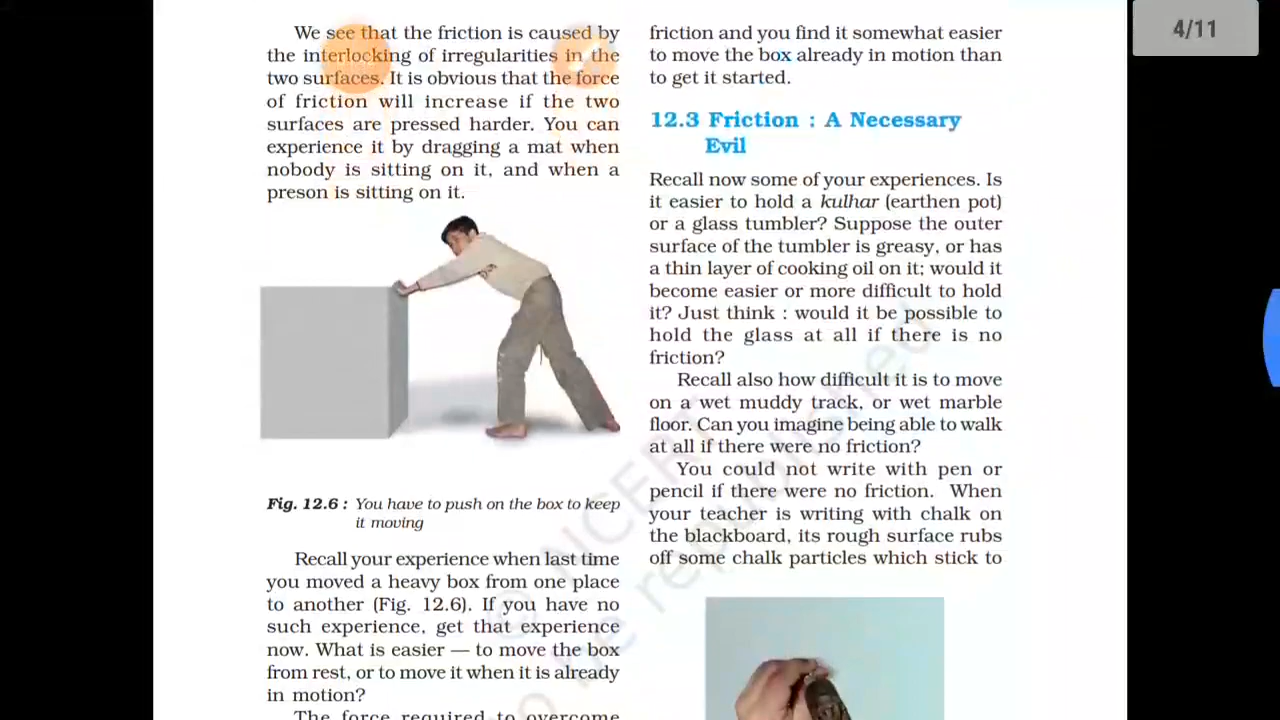 We see that the friction is caused by
the interlocking of irregularities in the
two surfaces. It is obvious that the force
of friction will increase if the two
surfaces are pressed harder. You can
experience it by dragging a mat when
nobody is sitting on it, and when a
preson is sitting on it.
Fig. 12.6 : You have to push on the box to keep
it moving
Recall your experience when last time
you moved a heavy box from one place
to another (Fig. 12.6). If you have no
such experience, get that experience
now. What is easier — to move the box
from rest, or to move it when it is already
in motion?
The force required to overcome
friction and you find it somewhat easier
to move the box already in motion than
to get it started.
12.3 Friction : A Necessary
Evil
Recall now some of your experiences. Is
it easier to hold a kulhar (earthen pot)
or a glass tumbler? Suppose the outer
surface of the tumbler is greasy, or has
a thin layer of cooking oil on it; would it
become easier or more difficult to hold
it? Just think : would it be possible to
hold the glass at all if there is no
friction?
Recall also how difficult it is to move
on a wet muddy track, or wet marble
floor. Can you imagine being able to walk
at all if there were no friction?
You could not write with pen or
pencil if there were no friction. When
your teacher is writing with chalk on
the blackboard, its rough surface rubs
off some chalk particles which stick to
4/11
© NCERT
o be republished